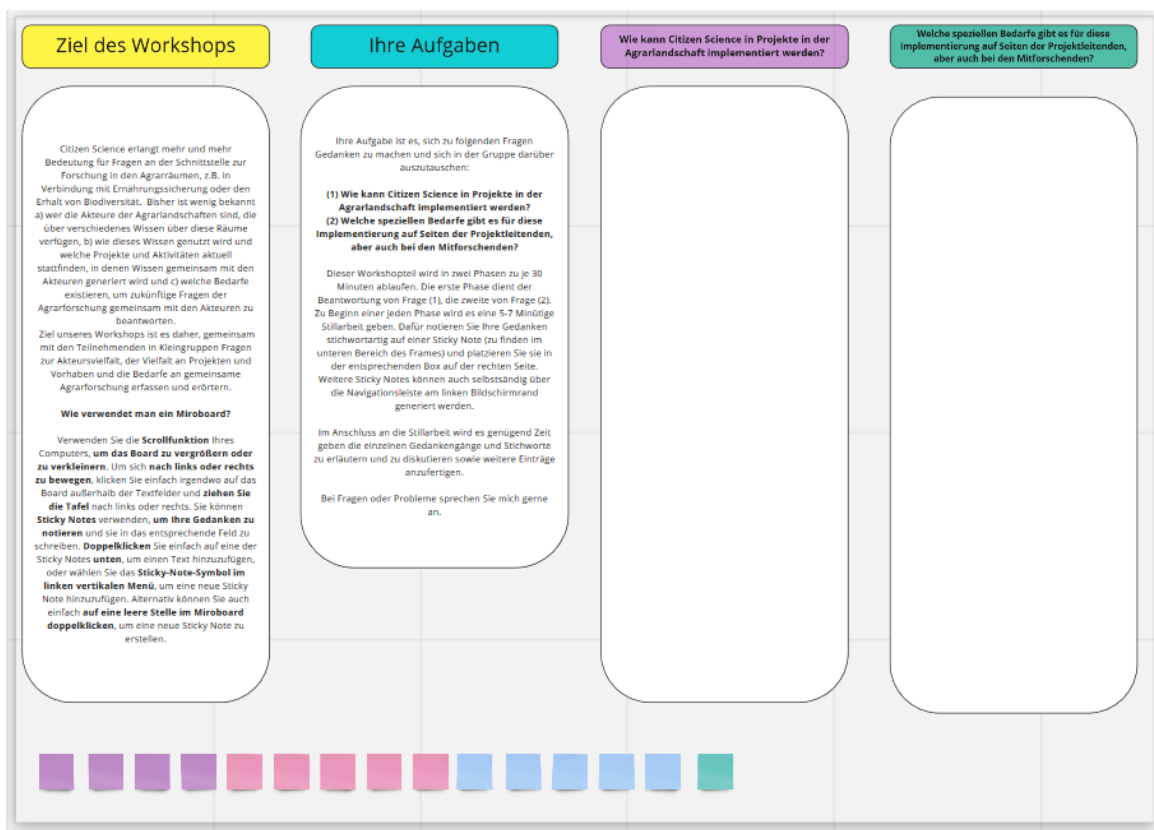 Ziel des Workshops
Citizen Science erlangt mehr und mehr
Bedeutung für Fragen an der Schnittstelle zur
Forschung in den Agrarräumen, z.B. in
Verbindung mit Ernährungssicherung oder den
Erhalt von Biodiversität. Bisher ist wenig bekannt
a) wer die Akteure der Agrarlandschaften sind, die
über verschiedenes Wissen über diese Räume
verfügen, b) wie dieses Wissen genutzt wird und
welche Projekte und Aktivitäten aktuell
stattfinden, in denen Wissen gemeinsam mit den
Akteuren generiert wird und c) welche Bedarfe
existieren, um zukünftige Fragen der
Agrarforschung gemeinsam mit den Akteuren zu
beantworten.
Ziel unseres Workshops ist es daher, gemeinsam
mit den Teilnehmenden in Kleingruppen Fragen
zur Akteursvielfalt, der Vielfalt an Projekten und
Vorhaben und die Bedarfe an gemeinsame
Agrarforschung erfassen und erörtern.
Wie verwendet man ein Miroboard?
Verwenden Sie die Scrollfunktion Ihres
Computers, um das Board zu vergrößern oder
zu verkleinern. Um sich nach links oder rechts
zu bewegen, klicken Sie einfach irgendwo auf das
Board außerhalb der Textfelder und ziehen Sie
die Tafel nach links oder rechts. Sie können
Sticky Notes verwenden, um Ihre Gedanken zu
notieren und sie in das entsprechende Feld zu
schreiben. Doppelklicken Sie einfach auf eine der
Sticky Notes unten, um einen Text hinzuzufügen,
oder wählen Sie das Sticky-Note-Symbol im
linken vertikalen Menü, um eine neue Sticky
Note hinzuzufügen. Alternativ können Sie auch
einfach auf eine leere Stelle im Miroboard
doppelklicken, um eine neue Sticky Note zu
erstellen.
Ihre Aufgaben
Ihre Aufgabe ist es, sich zu folgenden Fragen
Gedanken zu machen und sich in der Gruppe darüber
auszutauschen:
(1) Wie kann Citizen Science in Projekte in der
Agrarlandschaft implementiert werden?
(2) Welche speziellen Bedarfe gibt es für diese
Implementierung auf Seiten der Projektleitenden,
aber auch bei den Mitforschenden?
Dieser Workshopteil wird in zwei Phasen zu je 30
Minuten ablaufen. Die erste Phase dient der
Beantwortung von Frage (1), die zweite von Frage (2).
Zu Beginn einer jeden Phase wird es eine 5-7 Minütige
Stillarbeit geben. Dafür notieren Sie Ihre Gedanken
stichwortartig auf einer Sticky Note (zu finden im
unteren Bereich des Frames) und platzieren Sie sie in
der entsprechenden Box auf der rechten Seite.
Weitere Sticky Notes können auch selbstständig über
die Navigationsleiste am linken Bildschirmrand
generiert werden.
Im Anschluss an die Stillarbeit wird es genügend Zeit
geben die einzelnen Gedankengänge und Stichworte
zu erläutern und zu diskutieren sowie weitere Einträge
anzufertigen.
Bei Fragen oder Probleme sprechen Sie mich gerne
an.
Wie kann Citizen Science in Projekte in der
Agrarlandschaft implementiert werden?
Welche speziellen Bedarfe gibt es für diese
Implementierung auf Seiten der Projektleitenden,
aber auch bei den Mitforschenden?